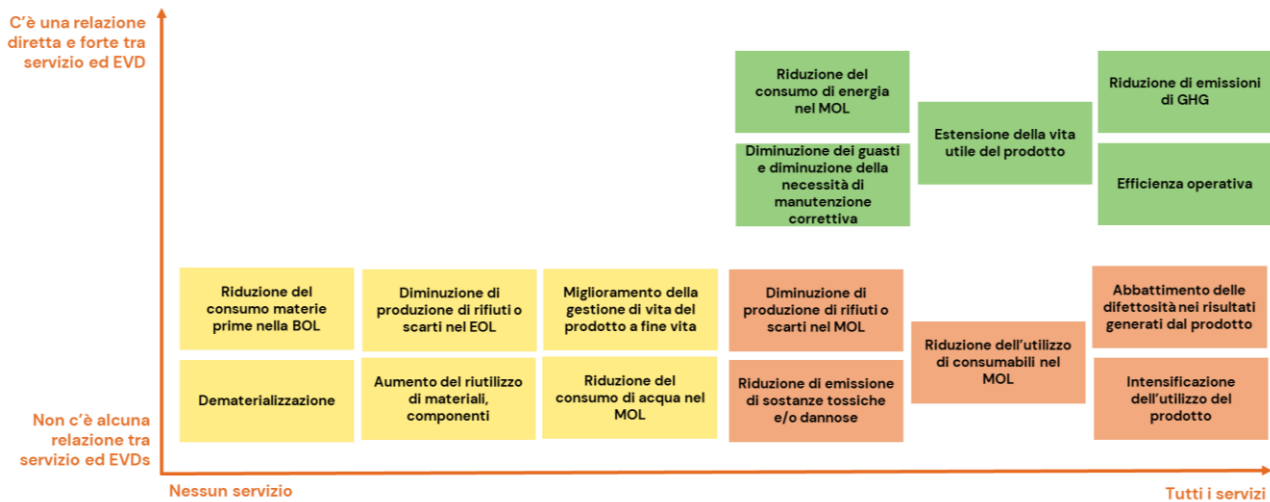 C'è una relazione
diretta e forte tra
servizio ed EVD
Riduzione del
consumo di energia
nel MOL
Diminuzione dei guasti
e diminuzione della
necessità di
manutenzione
correttiva
Estensione della vita
utile del prodotto
Riduzione di emissioni
di GHG
Efficienza operativa
Riduzione del
consumo materie
prime nella BOL
Diminuzione di
produzione di rifiuti o
scarti nel EOL
Miglioramento della
gestione di vita del
prodotto a fine vita
Diminuzione di
produzione di rifiuti o
scarti nel MOL
Riduzione dell'utilizzo
di consumabili nel
MOL
Abbattimento delle
difettosità nei risultati
generati dal prodotto
Dematerializzazione
Aumento del riutilizzo
di materiali,
componenti
Riduzione del
consumo di acqua nel
MOL
Riduzione di emissione
di sostanze tossiche
e/o dannose
Intensificazione
dell'utilizzo del
prodotto
Non c'è alcuna
relazione tra
servizio ed EVDs
Nessun servizio
Tutti i servizi